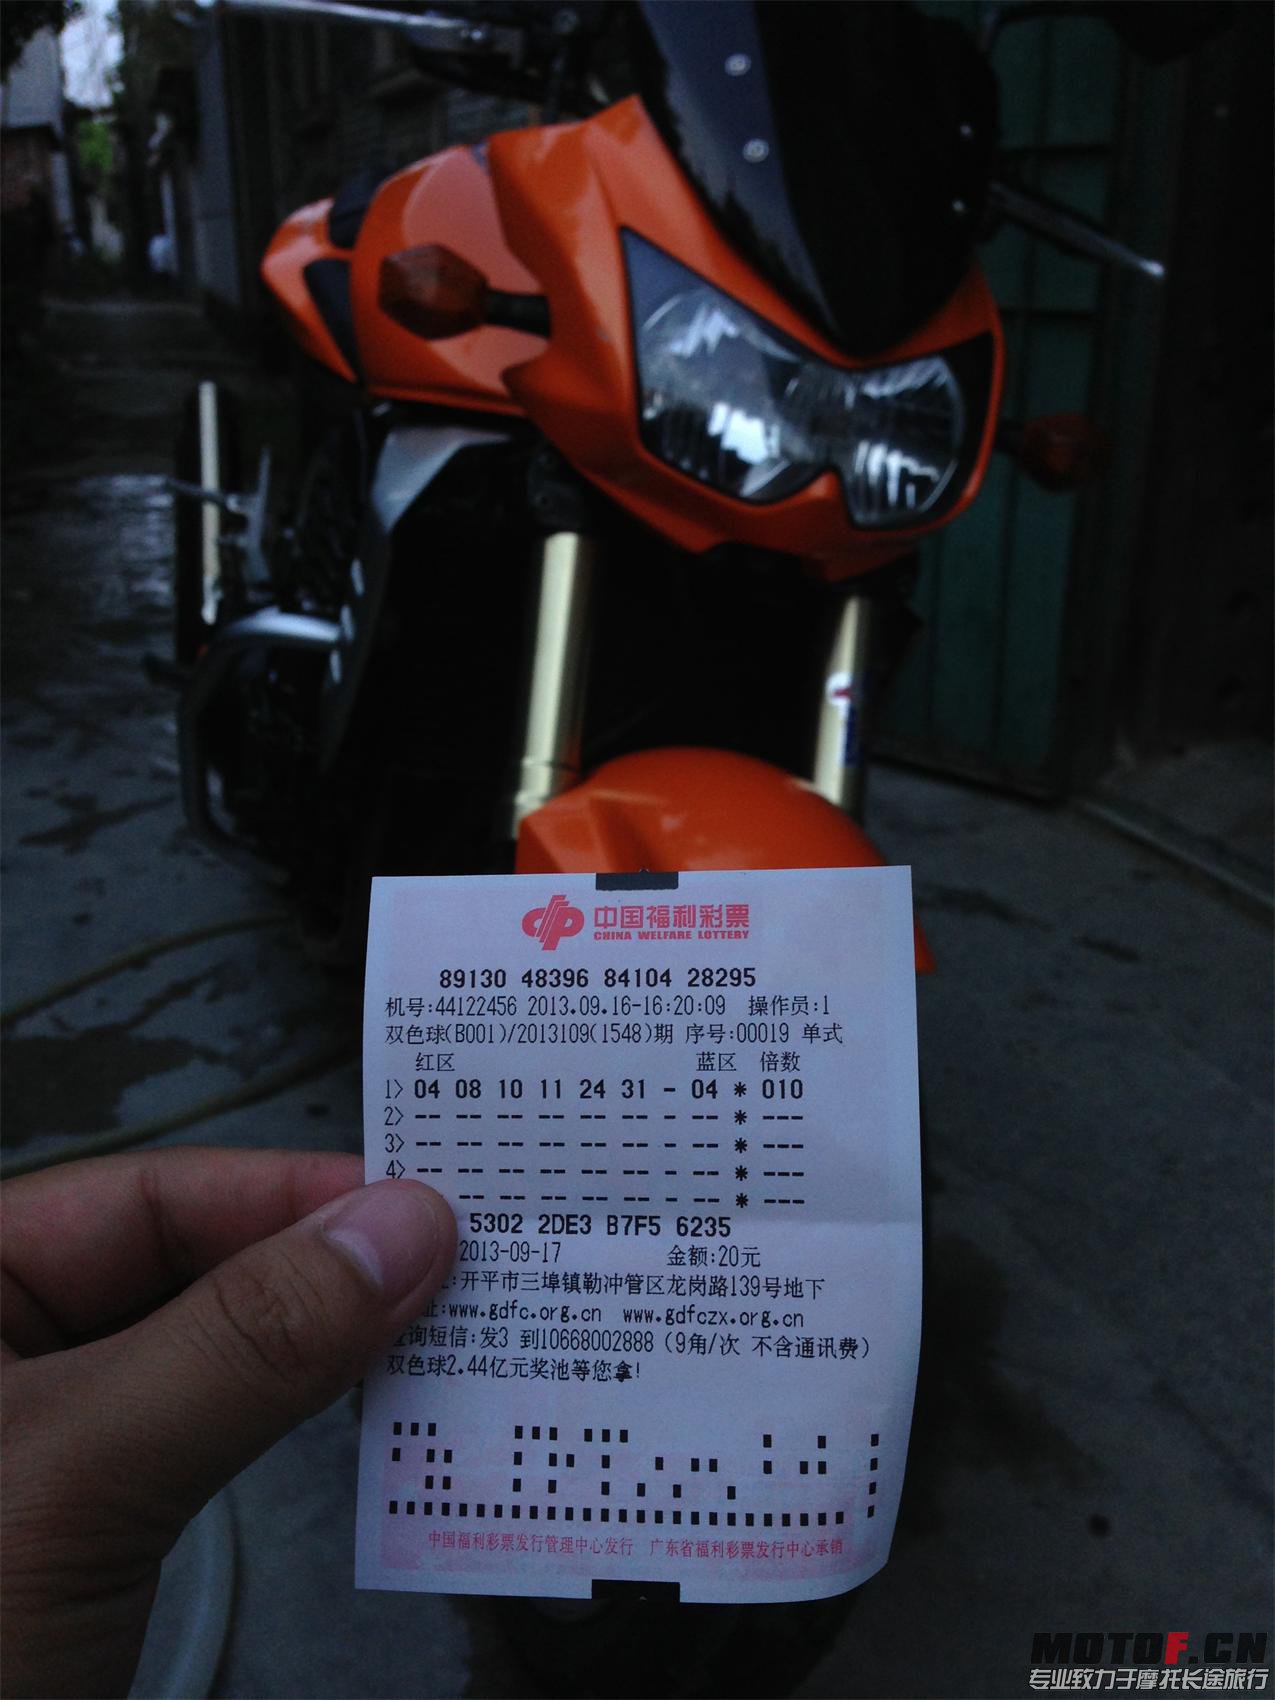 中国福利彩票
CHINA WELFARE LOTTERY
89130 48396 84104 28295
机号:44122456 2013.09.16-16:20:09 操作员:1
双色球(B001)/2013109(1548)期 序号:00019 单式
红区 蓝区 倍数
1> 04 08 10 11 24 31 - 04 * 010
2> -- -- -- -- -- -- - -- * ---
3> -- -- -- -- -- -- - -- * ---
4> -- -- -- -- -- -- - -- * ---
-- -- -- -- -- -- - -- * ---
5302 2DE3 B7F5 6235
2013-09-17 金额:20元
:开平市三埠镇勒冲管区龙岗路139号地下
址:www.gdfc.org.cn www.gdfczx.org.cn
查询短信:发3 到10668002888 (9角/次 不含通讯费)
双色球2.44亿元奖池等您拿!
中国福利彩票发行管理中心发行 广东省福利彩票发行中心承销
MOTOF.CN
专业致力于摩托长途旅行